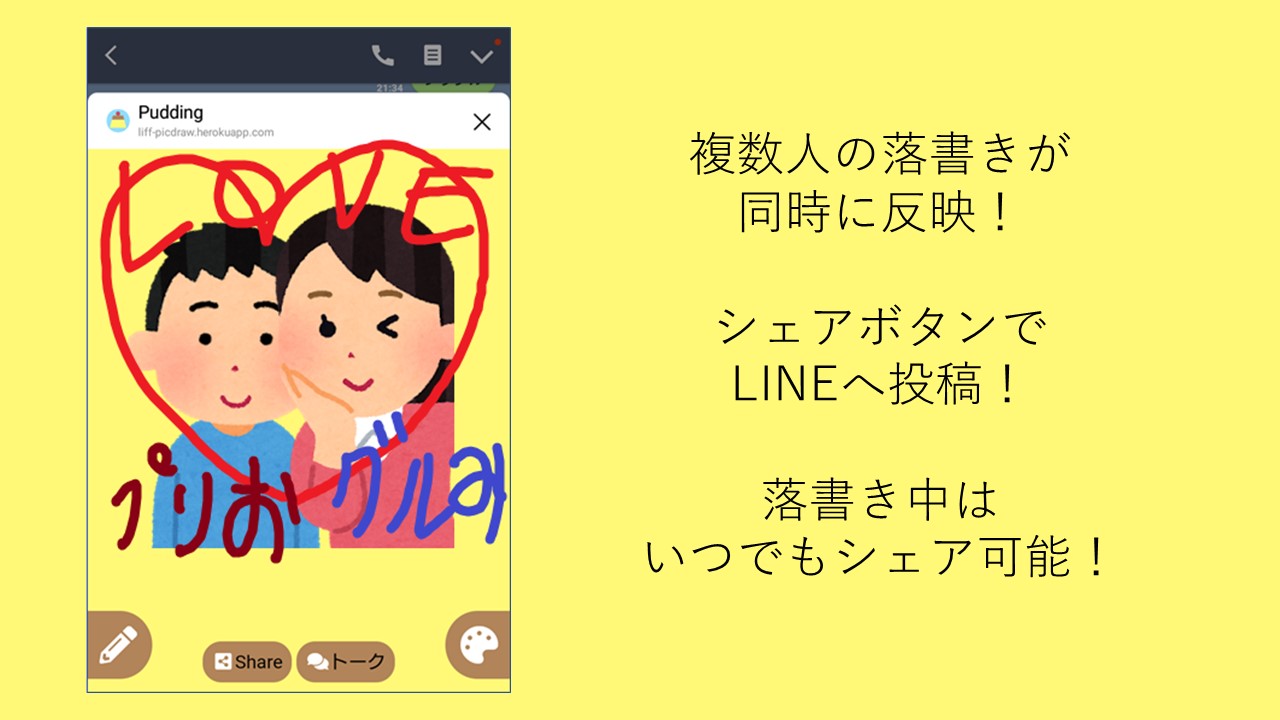 21:34
Pudding
liff-picdraw.herokuapp.com
LOVE
プりお
グルみ
Share
トーク
複数人の落書きが
同時に反映！
シェアボタンで
LINEへ投稿！
落書き中は
いつでもシェア可能！